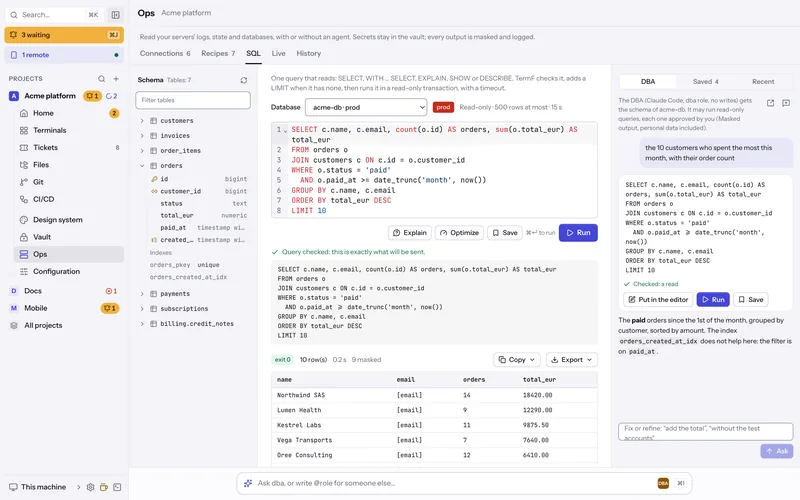 Search...
⌘K
3 waiting
⌘J
1 remote
PROJECTS
A Acme platform 1 2
Home 2
Terminals
Tickets 8
Files
Git
CI/CD
Design system
Vault
Ops
Configuration
D Docs 1
M Mobile 1
All projects
This machine
Ops Acme platform
Read your servers' logs, state and databases, with or without an agent. Secrets stay in the vault; every output is masked and logged.
Connections 6 Recipes 7 SQL Live History
Schema Tables: 7
Filter tables
customers
invoices
order_items
orders
id bigint
customer_id bigint
status text
total_eur numeric
paid_at timestamp wi...
created_... timestamp wi...
Indexes
orders_pkey unique
orders_created_at_idx
payments
subscriptions
billing.credit_notes
One query that reads: SELECT, WITH ... SELECT, EXPLAIN, SHOW or DESCRIBE. TermF checks it, adds a
LIMIT when it has none, then runs it in a read-only transaction, with a timeout.
Database acme-db · prod prod Read-only · 500 rows at most · 15 s
1 SELECT c.name, c.email, count(o.id) AS orders, sum(o.total_eur) AS
total_eur
2 FROM orders o
3 JOIN customers c ON c.id = o.customer_id
4 WHERE o.status = 'paid'
5 AND o.paid_at >= date_trunc('month', now())
6 GROUP BY c.name, c.email
7 ORDER BY total_eur DESC
8 LIMIT 10
Explain Optimize Save ⌘↵ to run Run
Query checked: this is exactly what will be sent.
SELECT c.name, c.email, count(o.id) AS orders, sum(o.total_eur) AS total_eur
FROM orders o
JOIN customers c ON c.id = o.customer_id
WHERE o.status = 'paid'
AND o.paid_at >= date_trunc('month', now())
GROUP BY c.name, c.email
ORDER BY total_eur DESC
LIMIT 10
exit 0 10 row(s) 0.2 s 9 masked Copy Export
name email orders total_eur
Northwind SAS [email] 14 18420.00
Lumen Health [email] 9 12290.00
Kestrel Labs [email] 11 9875.50
Vega Transports [email] 7 7640.00
Oree Consulting [email] 12 6410.00
DBA Saved 4 Recent
The DBA (Claude Code, dba role, no writes) gets the
schema of acme-db. It may run read-only
queries, each one approved by you (Masked
output, personal data included).
the 10 customers who spent the most this
month, with their order count
SELECT c.name, c.email, count(o.id) AS
orders, sum(o.total_eur) AS total_eur
FROM orders o
JOIN customers c ON c.id =
o.customer_id
WHERE o.status = 'paid'
AND o.paid_at >= date_trunc('month',
now())
GROUP BY c.name, c.email
ORDER BY total_eur DESC
LIMIT 10
Checked: a read
Put in the editor Run Save
The paid orders since the 1st of the month, grouped by
customer, sorted by amount. The index
orders_created_at_idx does not help here: the filter is
on paid_at.
Fix or refine: "add the total", "without the test
accounts"
Ask
Ask dba, or write @role for someone else...
DBA
⌘I